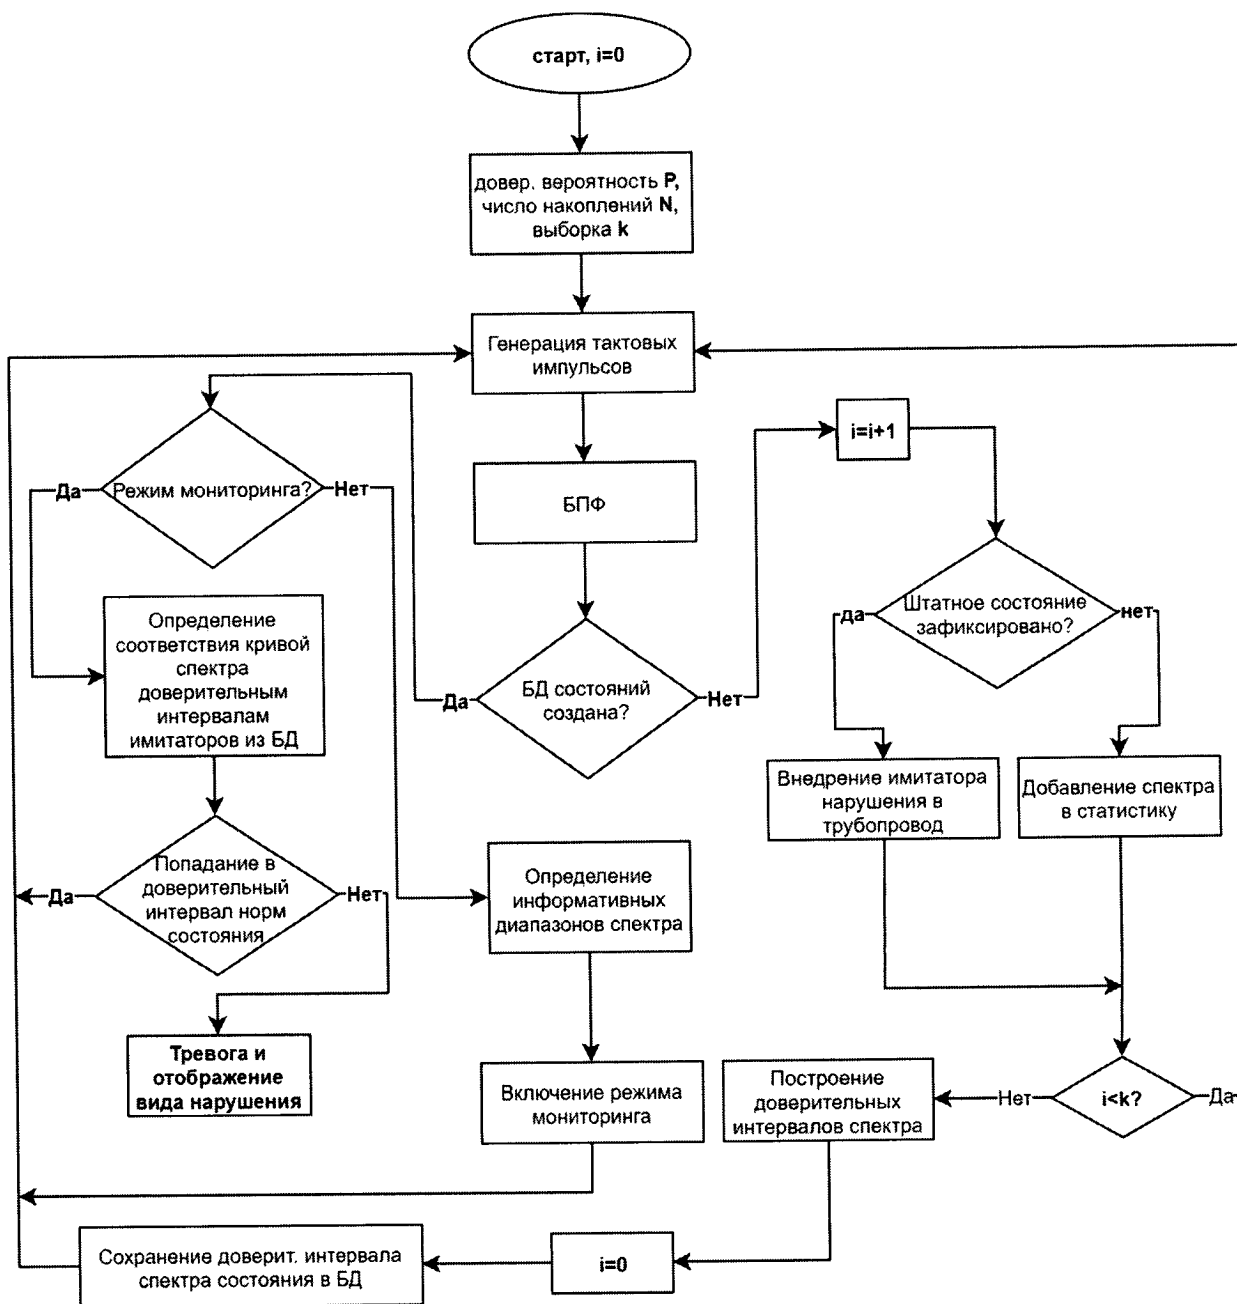 старт, i=0
довер. вероятность P,
число накоплений N,
выборка k
Генерация тактовых
импульсов
БПФ
БД состояний
создана?
Да
Нет
Режим мониторинга?
Да
Нет
Определение
соответствия кривой
спектра
доверительным
интервалам
имитаторов из БД
Попадание в
доверительный
интервал норм
состояния
Да
Нет
Тревога и
отображение
вида нарушения
Определение
информативных
диапазонов спектра
Включение режима
мониторинга
i=i+1
Штатное состояние
зафиксировано?
да
нет
Внедрение имитатора
нарушения в
трубопровод
Добавление спектра
в статистику
i<k?
Нет
Да
Построение
доверительных
интервалов спектра
i=0
Сохранение доверит. интервала
спектра состояния в БД